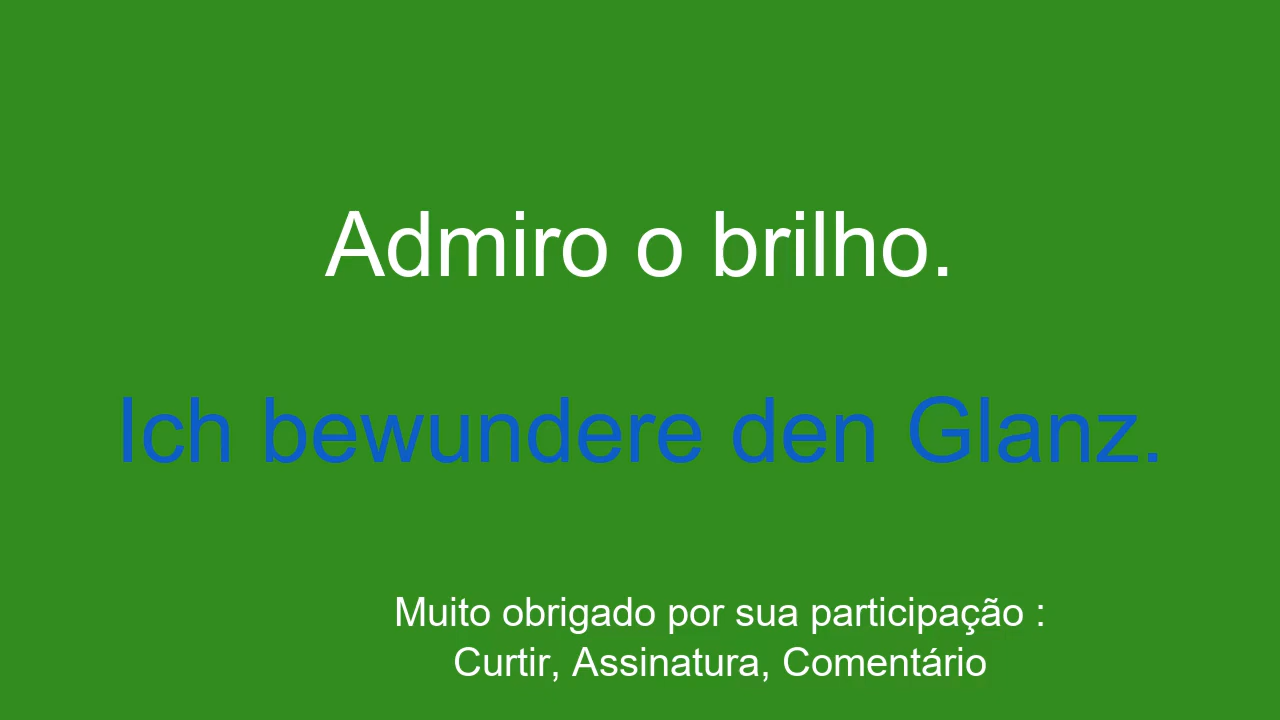 Admiro o brilho.
Ich bewundere den Glanz.
Muito obrigado por sua participação :
Curtir, Assinatura, Comentário